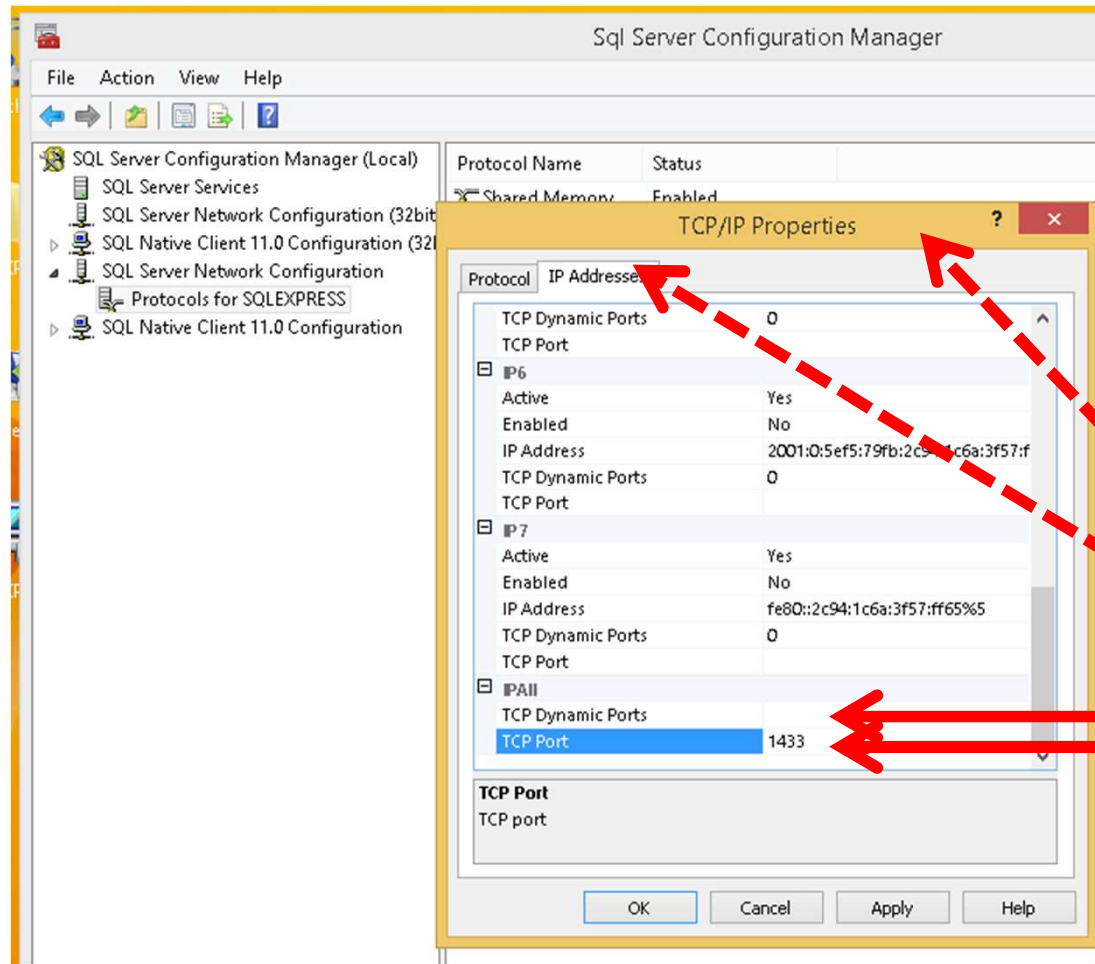 Sql Server Configuration Manager
File Action View Help
SQL Server Configuration Manager (Local)
SQL Server Services
SQL Server Network Configuration (32bit
SQL Native Client 11.0 Configuration (32
SQL Server Network Configuration
Protocols for SQLEXPRESS
SQL Native Client 11.0 Configuration
Protocol Name Status
Shared Memory Enabled
TCP/IP Properties ? ×
Protocol IP Addresse
TCP Dynamic Ports 0
TCP Port
IP6
Active Yes
Enabled No
IP Address
TCP Dynamic Ports 0
TCP Port
IP7
Active Yes
Enabled No
IP Address fe80::2c94:1c6a:3f57:ff65%5
TCP Dynamic Ports 0
TCP Port
IPAll
TCP Dynamic Ports
TCP Port 1433
TCP Port
TCP port
OK Cancel Apply Help